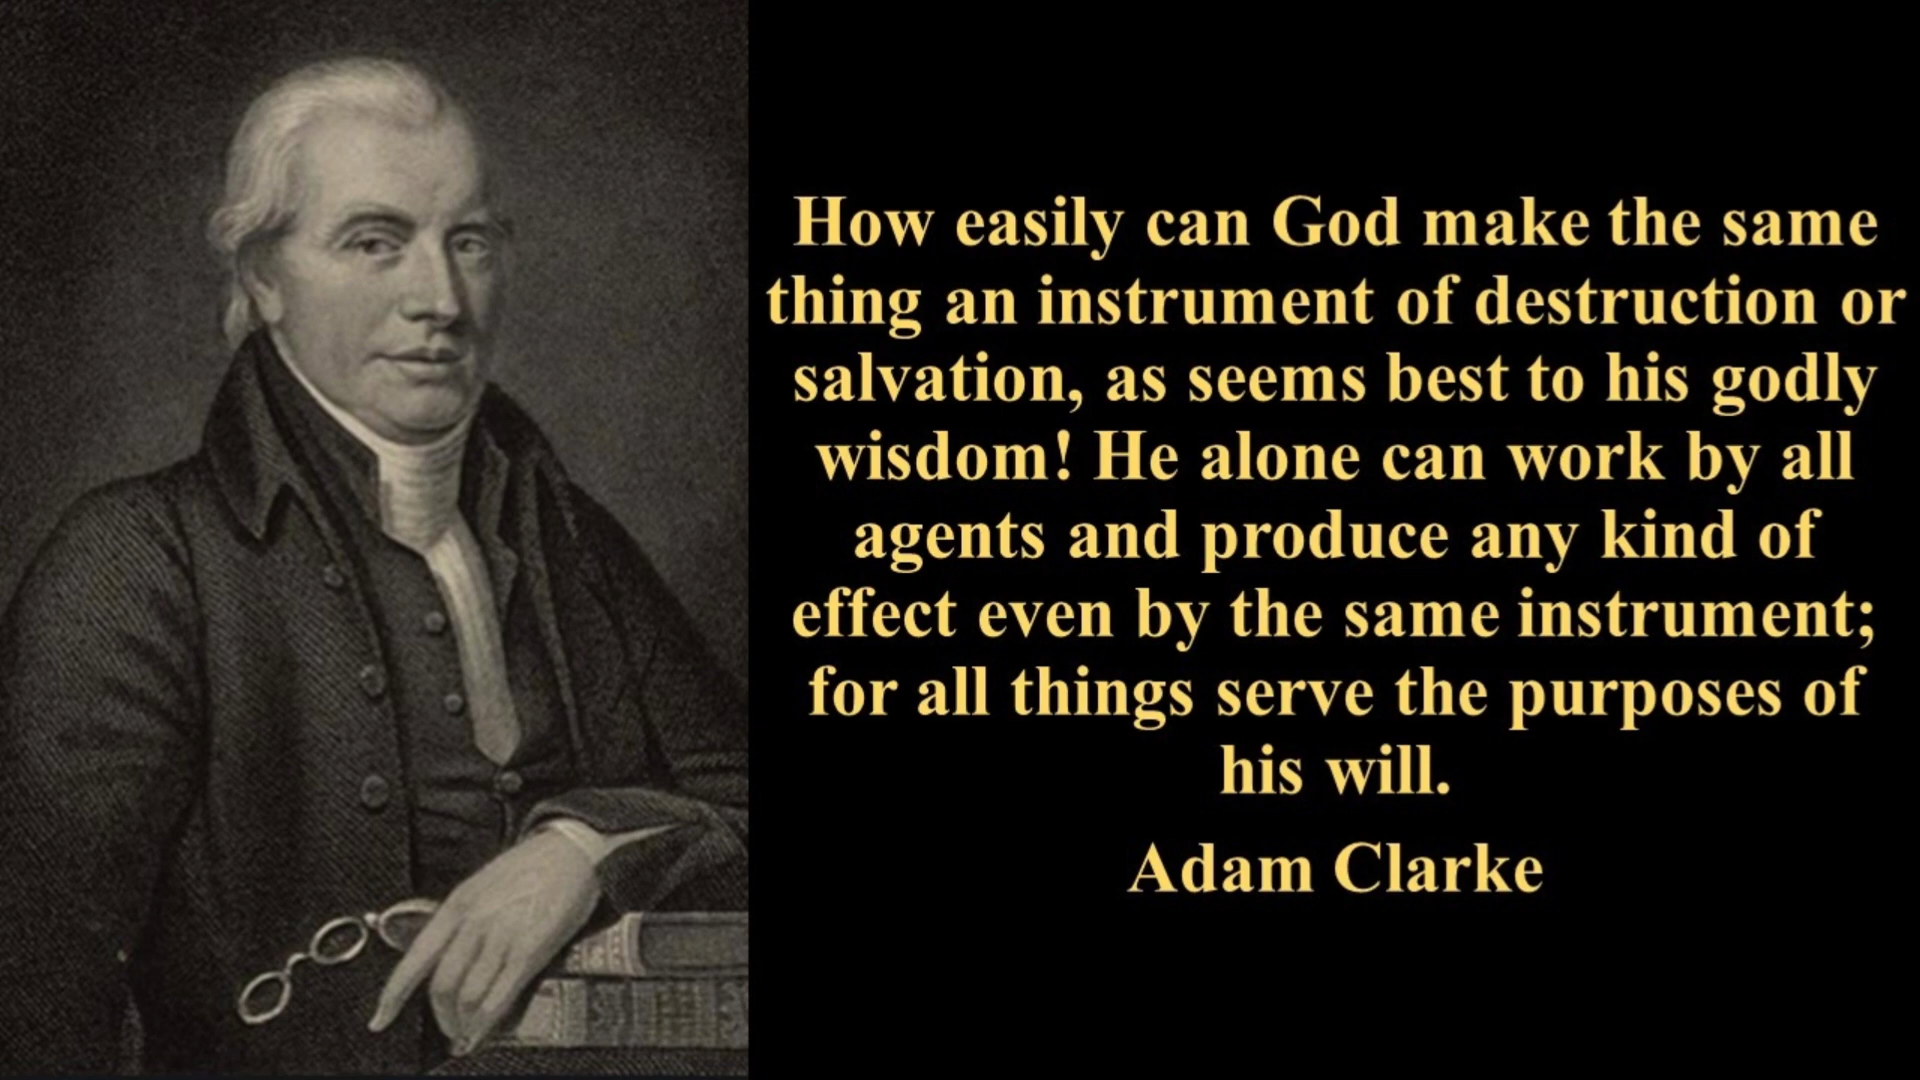 How easily can God make the same
thing an instrument of destruction or
salvation, as seems best to his godly
wisdom! He alone can work by all
agents and produce any kind of
effect even by the same instrument;
for all things serve the purposes of
his will.
Adam Clarke